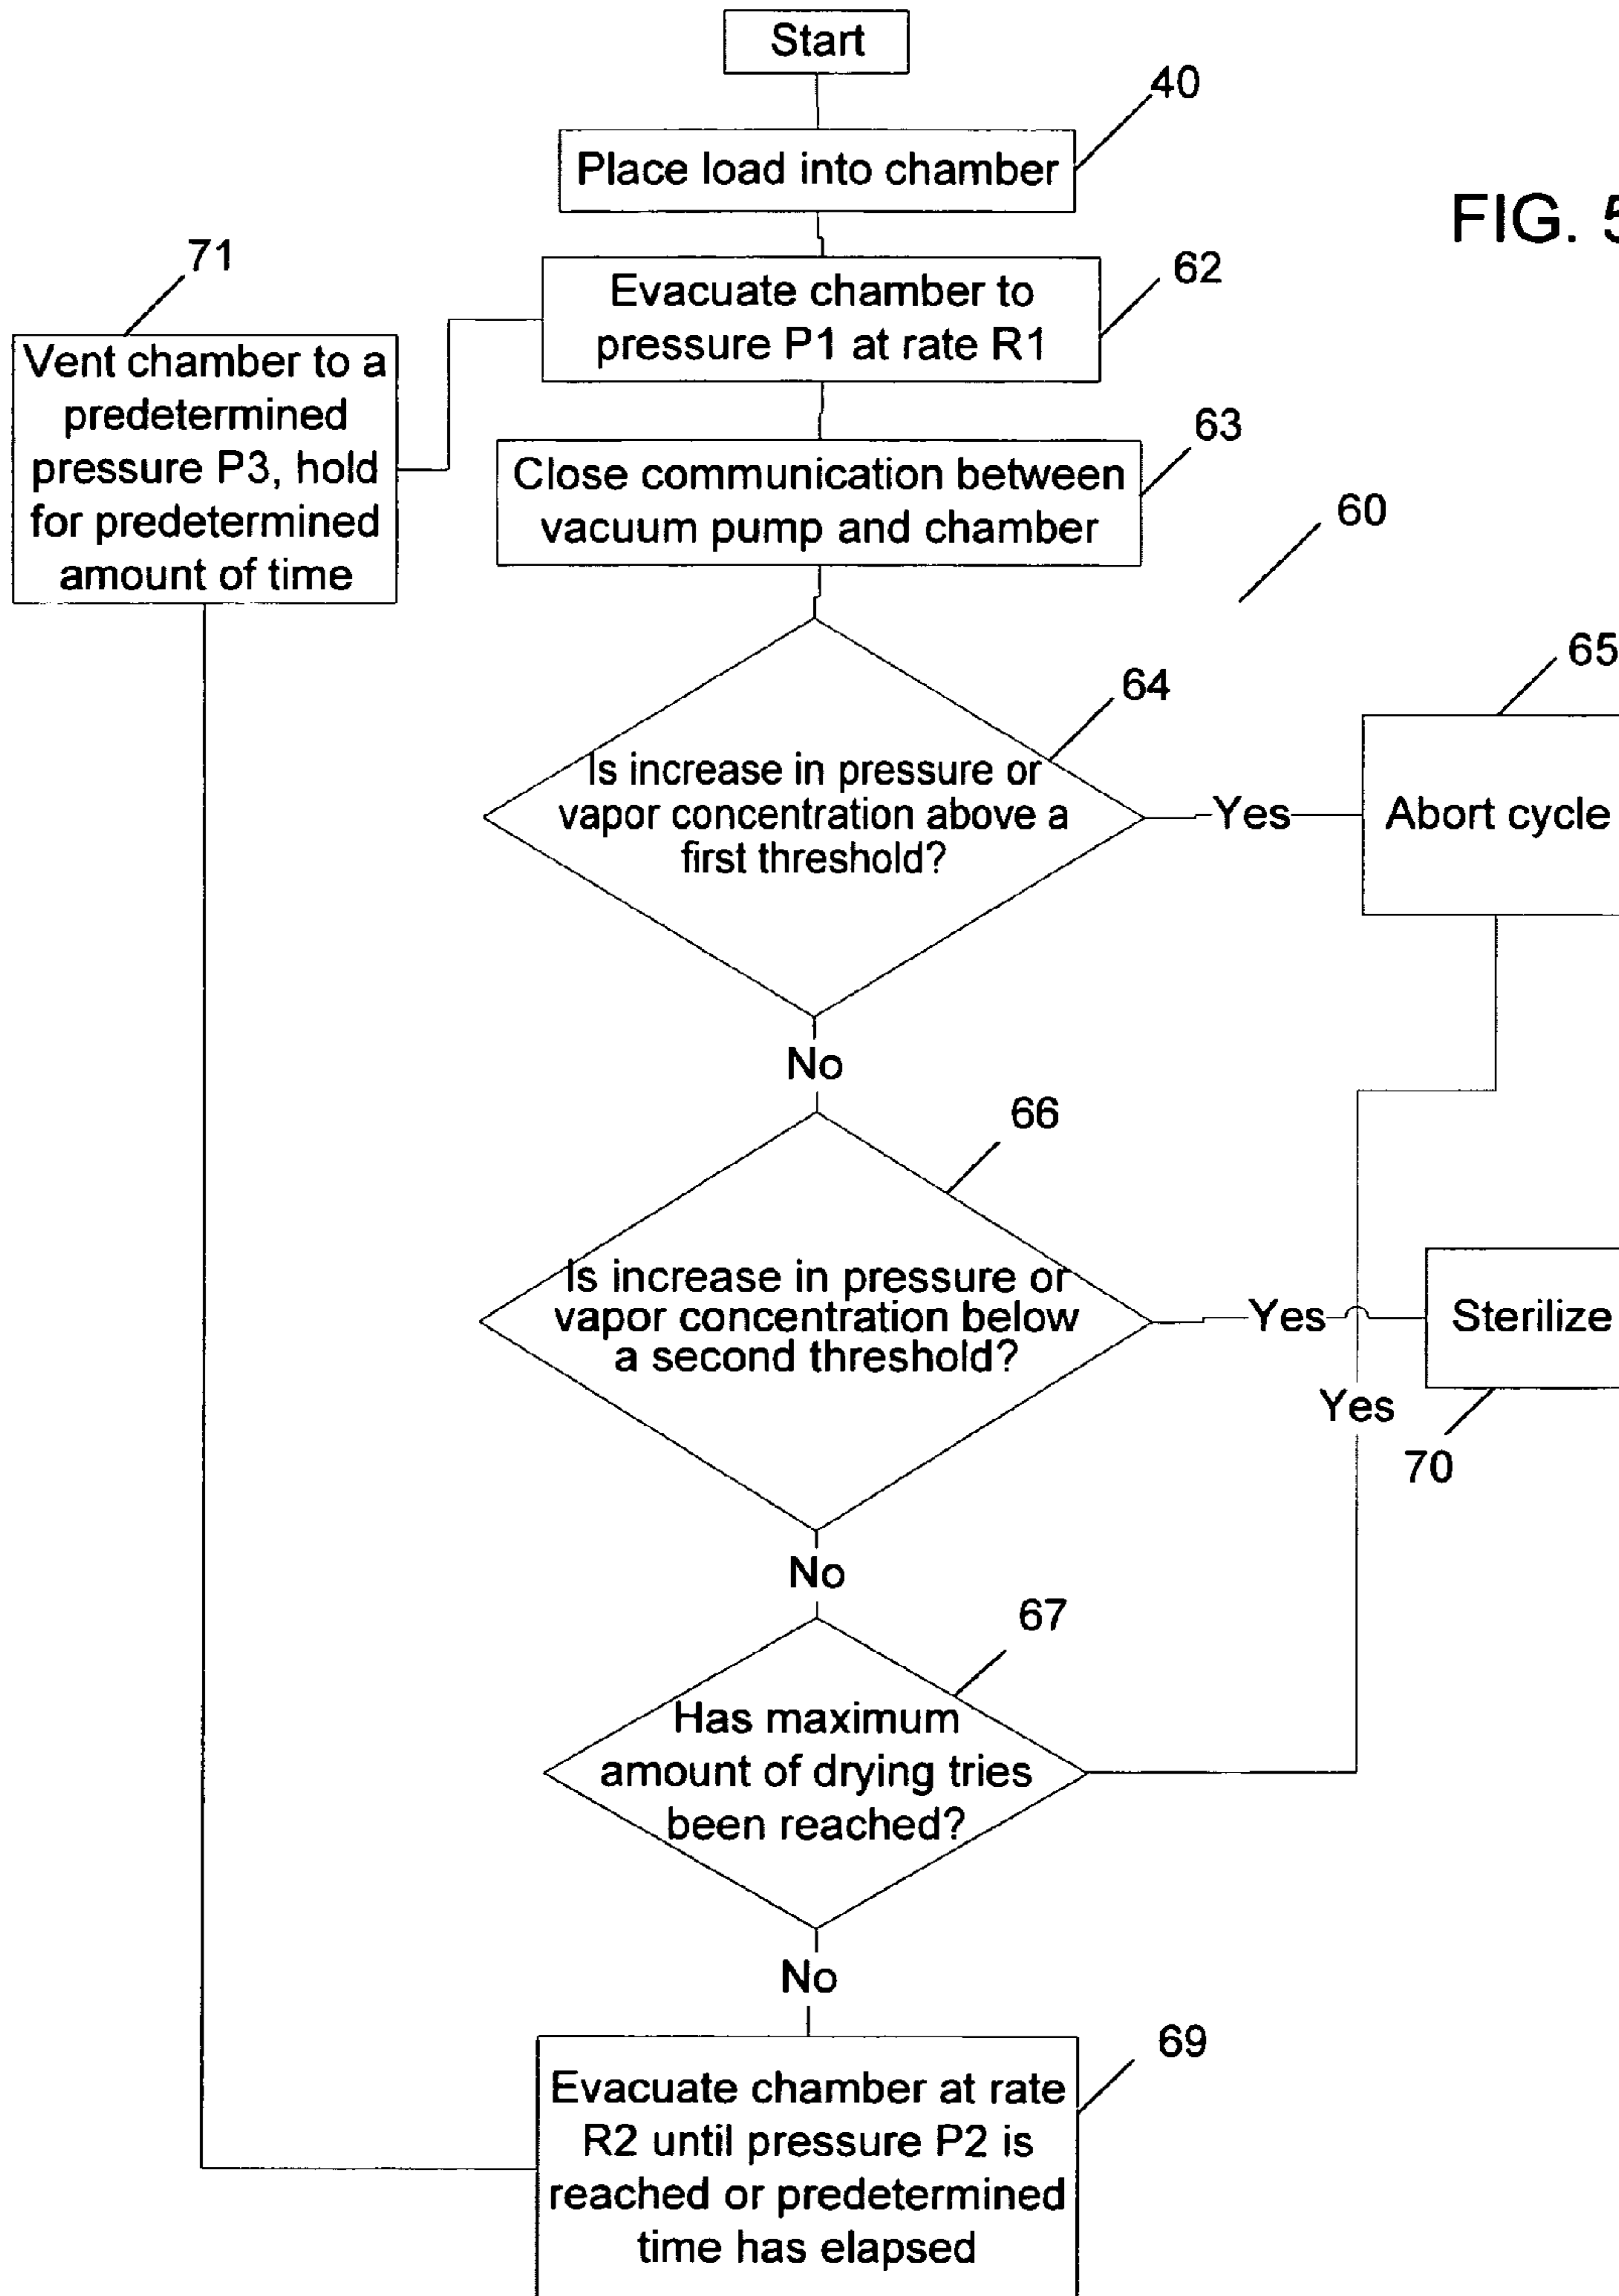 Start
40
Place load into chamber
FIG. 5
71
62
Evacuate chamber to
pressure P1 at rate R1
Vent chamber to a
predetermined
pressure P3, hold
for predetermined
amount of time
63
Close communication between
vacuum pump and chamber
60
65
64
Is increase in pressure or
vapor concentration above a
first threshold?
Yes
Abort cycle
No
66
Is increase in pressure or
vapor concentration below
a second threshold?
Yes
Sterilize
Yes
70
No
67
Has maximum
amount of drying tries
been reached?
No
69
Evacuate chamber at rate
R2 until pressure P2 is
reached or predetermined
time has elapsed